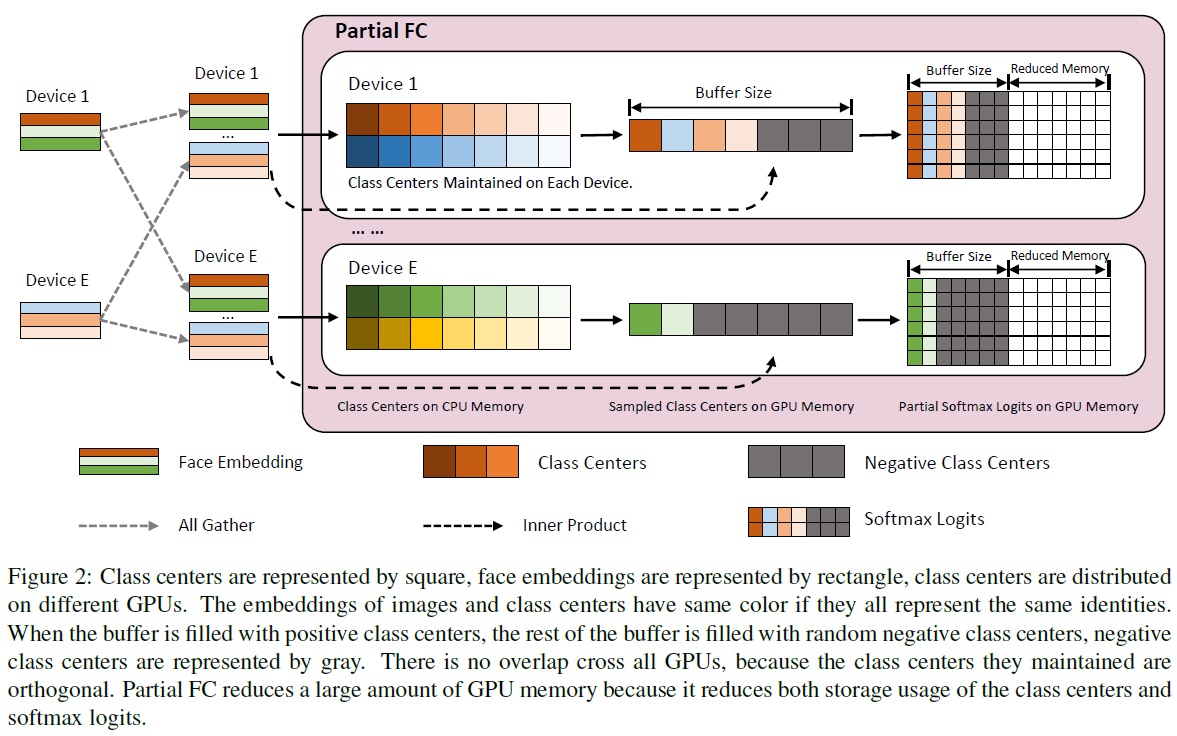 Partial FC
Device 1
Device 1
...
Device E
Device E
...
Device 1
Class Centers Maintained on Each Device.
Buffer Size
Buffer Size
Reduced Memory
... ...
Device E
Buffer Size
Reduced Memory
Class Centers on CPU Memory
Sampled Class Centers on GPU Memory
Partial Softmax Logits on GPU Memory
Face Embedding
Class Centers
Negative Class Centers
All Gather
Inner Product
Softmax Logits
Figure 2: Class centers are represented by square, face embeddings are represented by rectangle, class centers are distributed
on different GPUs. The embeddings of images and class centers have same color if they all represent the same identities.
When the buffer is filled with positive class centers, the rest of the buffer is filled with random negative class centers, negative
class centers are represented by gray. There is no overlap cross all GPUs, because the class centers they maintained are
orthogonal. Partial FC reduces a large amount of GPU memory because it reduces both storage usage of the class centers and
softmax logits.